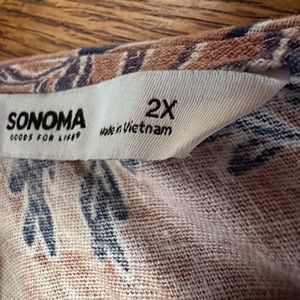 SONOMA
GOODS FOR LIFE®
2X
Made in Vietnam